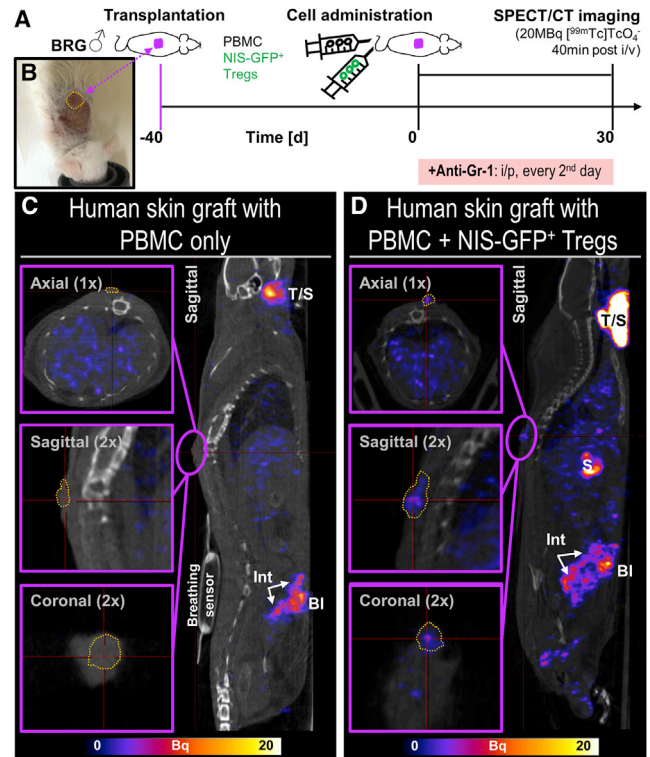 A
Transplantation
Cell administration
SPECT/CT imaging
(20MBq [99mTc]TcO4-
40min post i/v)
BRG♂
PBMC
NIS-GFP+
Tregs
B
-40
Time [d]
0
30
+Anti-Gr-1: i/p, every 2nd day
C
Human skin graft with
PBMC only
Axial (1x)
Sagittal
T/S
Sagittal (2x)
Coronal (2x)
Breathing
sensor
Int
Bl
0
Bq
20
D
Human skin graft with
PBMC + NIS-GFP+ Tregs
Axial (1x)
Sagittal
T/S
Sagittal (2x)
S
Int
Bl
Coronal (2x)
0
Bq
20